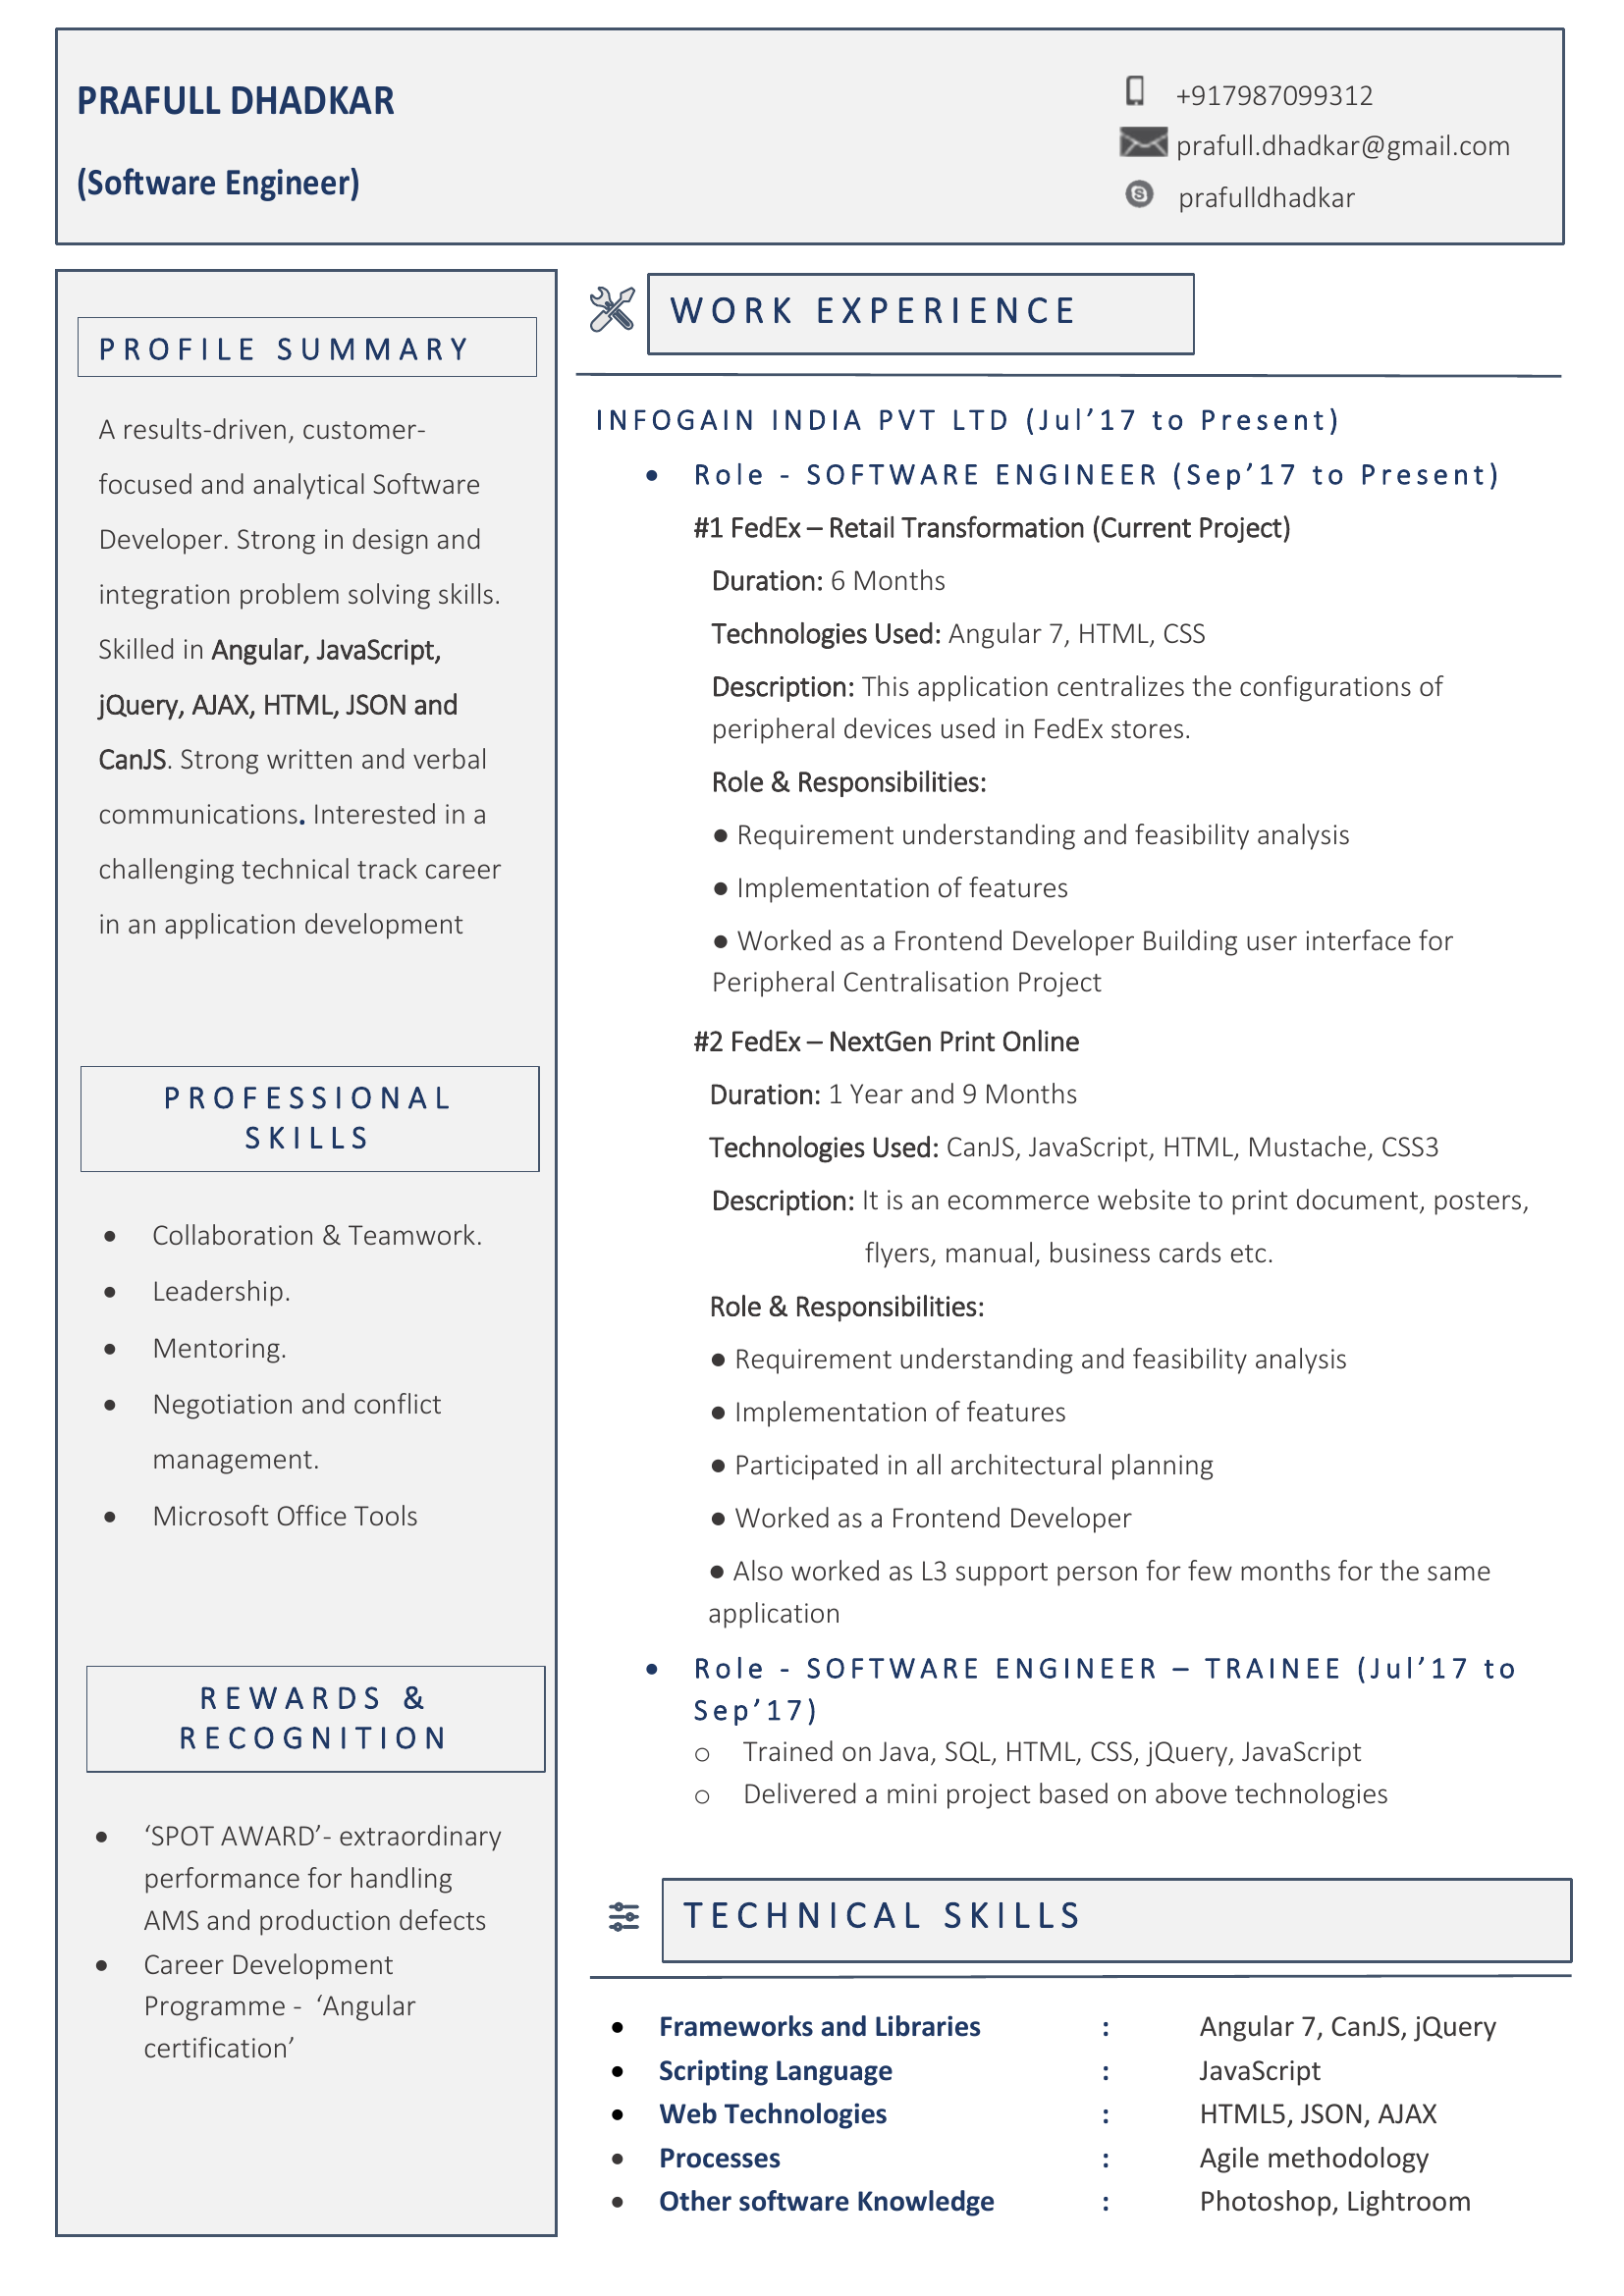 PRAFULL DHADKAR
(Software Engineer)
+917987099312
prafull.dhadkar@gmail.com
prafulldhadkar
PROFILE SUMMARY
A results-driven, customer-
focused and analytical Software
Developer. Strong in design and
integration problem solving skills.
Skilled in Angular, JavaScript,
jQuery, AJAX, HTML, JSON and
CanJS. Strong written and verbal
communications. Interested in a
challenging technical track career
in an application development
PROFESSIONAL
SKILLS
• Collaboration & Teamwork.
• Leadership.
• Mentoring.
• Negotiation and conflict
management.
• Microsoft Office Tools
REWARDS &
RECOGNITION
• ‘SPOT AWARD’- extraordinary
performance for handling
AMS and production defects
• Career Development
Programme - ‘Angular
certification’
WORK EXPERIENCE
INFOGAIN INDIA PVT LTD (Jul’17 to Present)
• Role - SOFTWARE ENGINEER (Sep’17 to Present)
#1 FedEx – Retail Transformation (Current Project)
Duration: 6 Months
Technologies Used: Angular 7, HTML, CSS
Description: This application centralizes the configurations of
peripheral devices used in FedEx stores.
Role & Responsibilities:
● Requirement understanding and feasibility analysis
● Implementation of features
● Worked as a Frontend Developer Building user interface for
Peripheral Centralisation Project
#2 FedEx – NextGen Print Online
Duration: 1 Year and 9 Months
Technologies Used: CanJS, JavaScript, HTML, Mustache, CSS3
Description: It is an ecommerce website to print document, posters,
flyers, manual, business cards etc.
Role & Responsibilities:
● Requirement understanding and feasibility analysis
● Implementation of features
● Participated in all architectural planning
● Worked as a Frontend Developer
● Also worked as L3 support person for few months for the same
application
• Role - SOFTWARE ENGINEER – TRAINEE (Jul’17 to
Sep’17)
o Trained on Java, SQL, HTML, CSS, jQuery, JavaScript
o Delivered a mini project based on above technologies
TECHNICAL SKILLS
• Frameworks and Libraries : Angular 7, CanJS, jQuery
• Scripting Language : JavaScript
• Web Technologies : HTML5, JSON, AJAX
• Processes : Agile methodology
• Other software Knowledge : Photoshop, Lightroom